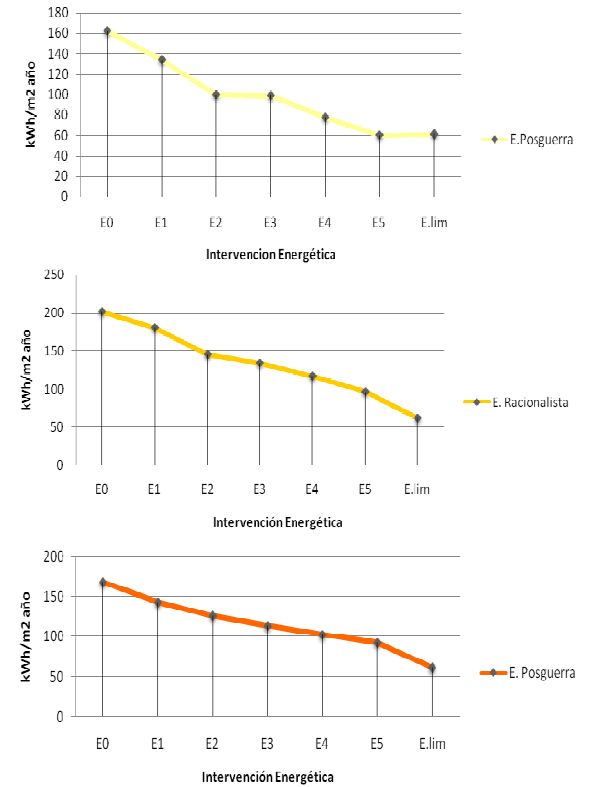 180
160
140
120
100
80
60
40
20
0
kWh/m2 año
E0 E1 E2 E3 E4 E5 E.lim
Intervencion Energética
E.Posguerra
250
200
150
100
50
0
kWh/m2 año
E0 E1 E2 E3 E4 E5 E.lim
Intervención Energética
E. Racionalista
200
150
100
50
0
kWh/m2 año
E0 E1 E2 E3 E4 E5 E.lim
Intervención Energética
E. Posguerra